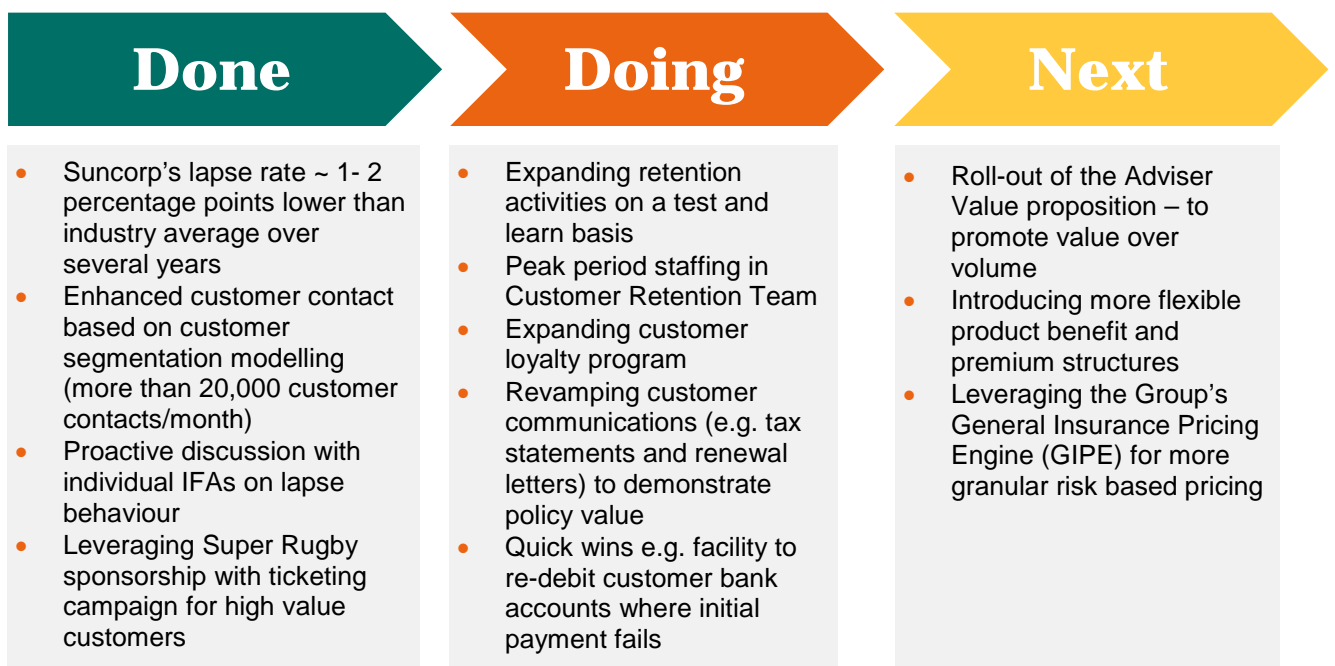 Done
Suncorp's lapse rate ~ 1- 2
percentage points lower than
industry average over
several years
Enhanced customer contact
based on customer
segmentation modelling
(more than 20,000 customer
contacts/month)
Proactive discussion with
individual IFAs on lapse
behaviour
Leveraging Super Rugby
sponsorship with ticketing
campaign for high value
customers
Doing
Expanding retention
activities on a test and
learn basis
Peak period staffing in
Customer Retention Team
Expanding customer
loyalty program
Revamping customer
communications (e.g. tax
statements and renewal
letters) to demonstrate
policy value
Quick wins e.g. facility to
re-debit customer bank
accounts where initial
payment fails
Next
Roll-out of the Adviser
Value proposition – to
promote value over
volume
Introducing more flexible
product benefit and
premium structures
Leveraging the Group's
General Insurance Pricing
Engine (GIPE) for more
granular risk based pricing